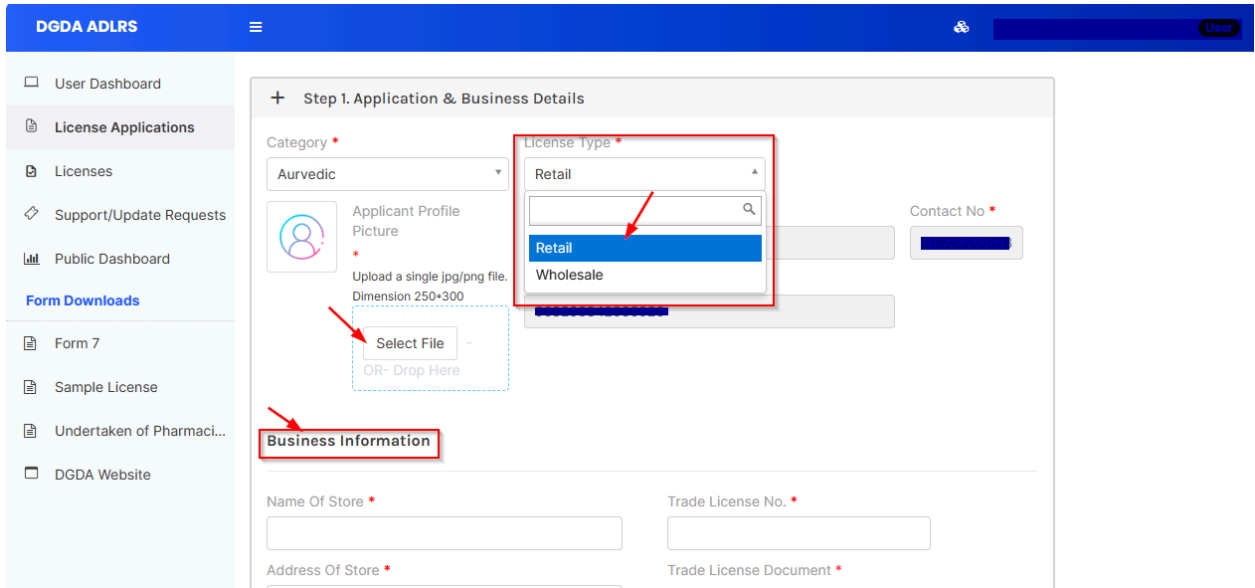 DGDA ADLRS
User
User Dashboard
License Applications
Licenses
Support/Update Requests
Public Dashboard
Form Downloads
Form 7
Sample License
Undertaken of Pharmaci...
DGDA Website
+ Step 1. Application & Business Details
Category *
License Type *
Aurvedic
Retail
Retail
Wholesale
Applicant Profile
Picture
*
Upload a single jpg/png file.
Dimension 250*300
Select File -
OR- Drop Here
Contact No *
Business Information
Name Of Store *
Trade License No. *
Address Of Store *
Trade License Document *